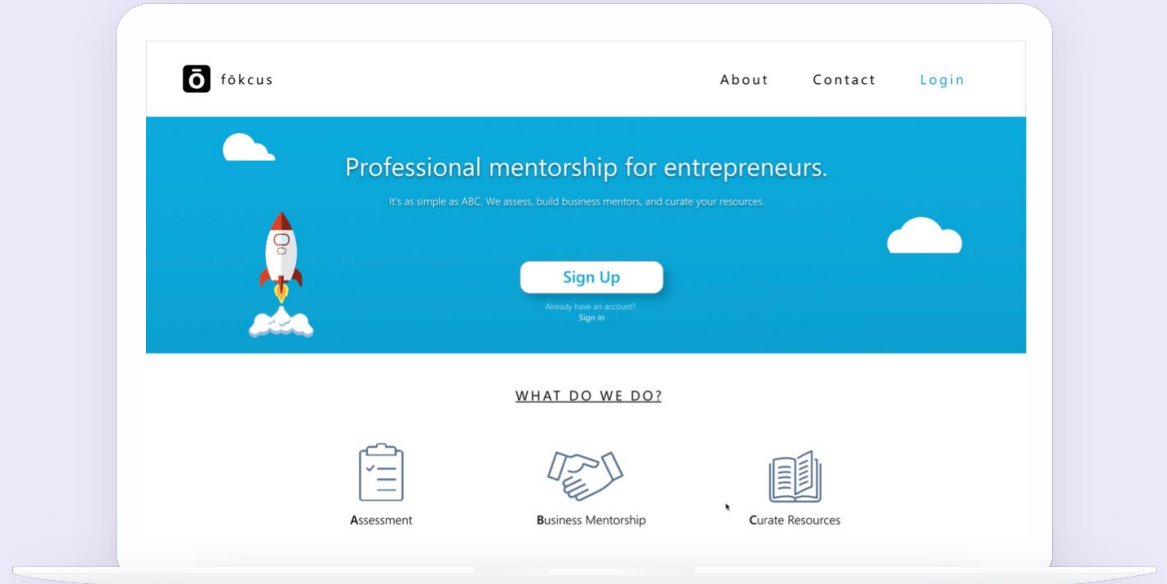 ō fōkcus
About Contact Login
Professional mentorship for entrepreneurs.
It's as simple as ABC. We assess, build business mentors, and curate your resources.
Sign Up
Already have an account?
Sign in
WHAT DO WE DO?
Assessment Business Mentorship Curate Resources